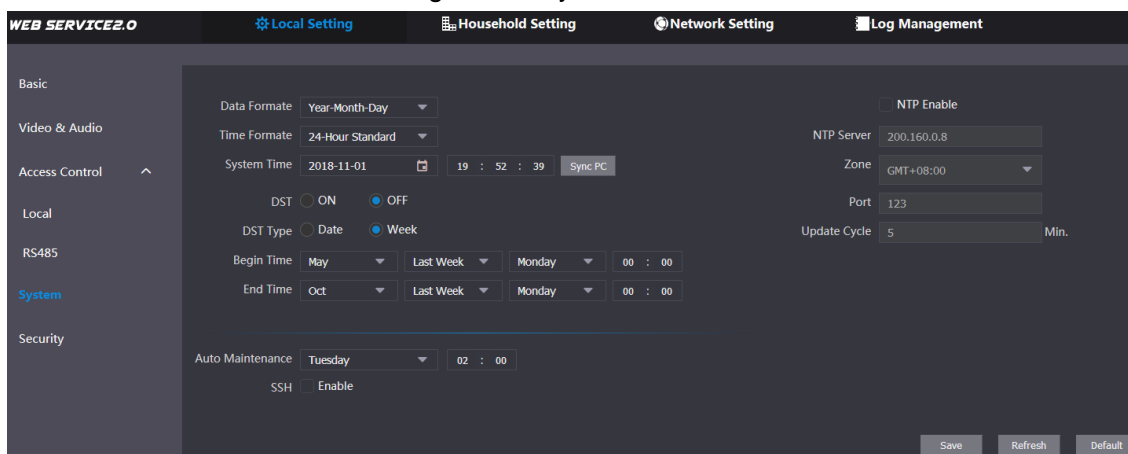 WEB SERVICE2.0 Local Setting Household Setting Network Setting Log Management
Basic
Video & Audio
Access Control
Local
RS485
System
Security
Data Formate Year-Month-Day
Time Formate 24-Hour Standard
System Time 2018-11-01 19 : 52 : 39 Sync PC
DST ON OFF
DST Type Date Week
Begin Time May Last Week Monday 00 : 00
End Time Oct Last Week Monday 00 : 00
Auto Maintenance Tuesday 02 : 00
SSH Enable
NTP Enable
NTP Server 200.160.0.8
Zone GMT+08:00
Port 123
Update Cycle 5 Min.
Save Refresh Default